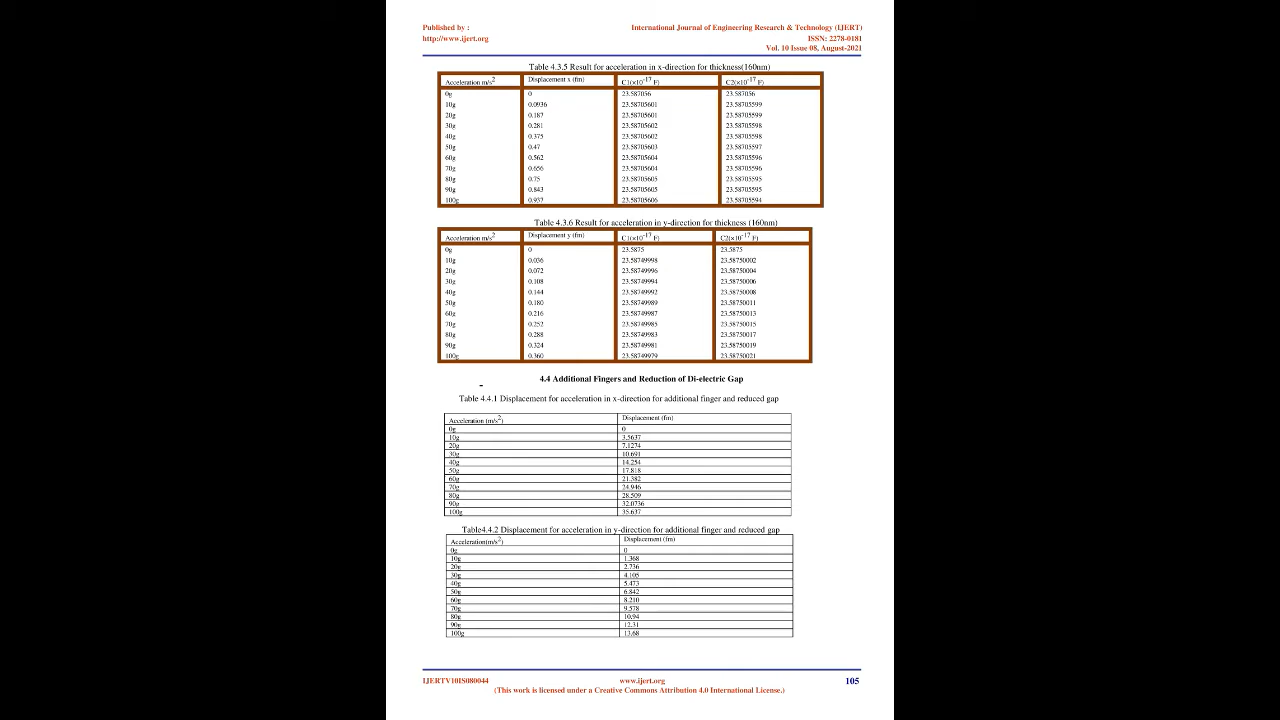 Published by : International Journal of Engineering Research & Technology (IJERT)
http://www.ijert.org ISSN: 2278-0181
Vol. 10 Issue 08, August-2021
Table 4.3.5 Result for acceleration in x-direction for thickness(160nm)
Acceleration m/s2 Displacement x (fm) C1(×10-17 F) C2(×10-17 F)
0g 0 23.587056 23.587056
10g 0.0936 23.58705601 23.58705599
20g 0.187 23.58705601 23.58705599
30g 0.281 23.58705602 23.58705598
40g 0.375 23.58705602 23.58705598
50g 0.47 23.58705603 23.58705597
60g 0.562 23.58705604 23.58705596
70g 0.656 23.58705604 23.58705596
80g 0.75 23.58705605 23.58705595
90g 0.843 23.58705605 23.58705595
100g 0.937 23.58705606 23.58705594
Table 4.3.6 Result for acceleration in y-direction for thickness (160nm)
Acceleration m/s2 Displacement y (fm) C1(×10-17 F) C2(×10-17 F)
0g 0 23.5875 23.5875
10g 0.036 23.58749998 23.58750002
20g 0.072 23.58749996 23.58750004
30g 0.108 23.58749994 23.58750006
40g 0.144 23.58749992 23.58750008
50g 0.180 23.58749989 23.58750011
60g 0.216 23.58749987 23.58750013
70g 0.252 23.58749985 23.58750015
80g 0.288 23.58749983 23.58750017
90g 0.324 23.58749981 23.58750019
100g 0.360 23.58749979 23.58750021
4.4 Additional Fingers and Reduction of Di-electric Gap
-
Table 4.4.1 Displacement for acceleration in x-direction for additional finger and reduced gap
Acceleration (m/s2) Displacement (fm)
0g 0
10g 3.5637
20g 7.1274
30g 10.691
40g 14.254
50g 17.818
60g 21.382
70g 24.946
80g 28.509
90g 32.0736
100g 35.637
Table4.4.2 Displacement for acceleration in y-direction for additional finger and reduced gap
Acceleration(m/s2) Displacement (fm)
0g 0
10g 1.368
20g 2.736
30g 4.105
40g 5.473
50g 6.842
60g 8.210
70g 9.578
80g 10.94
90g 12.31
100g 13.68
IJERTV10IS080044 www.ijert.org 105
(This work is licensed under a Creative Commons Attribution 4.0 International License.)